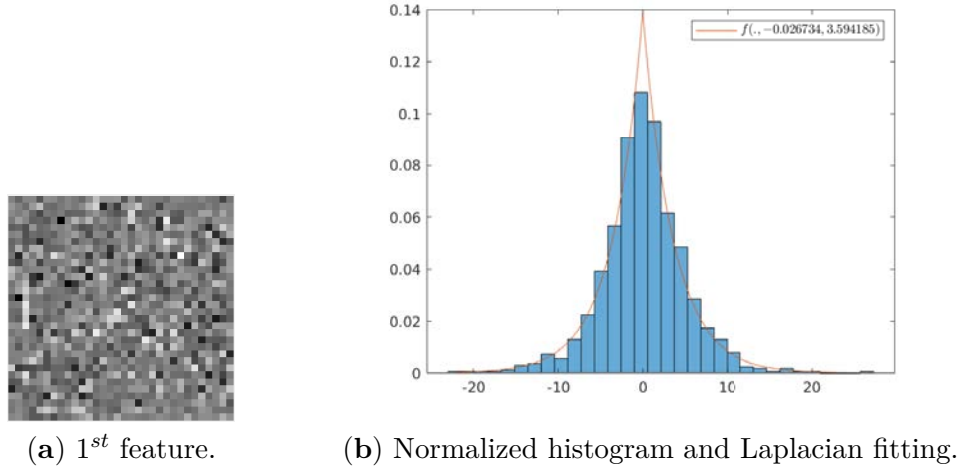 0.14
f(., −0.026734, 3.594185)
0.12
0.1
0.08
0.06
0.04
0.02
0
-20 -10 0 10 20
(a) 1st feature.
(b) Normalized histogram and Laplacian fitting.